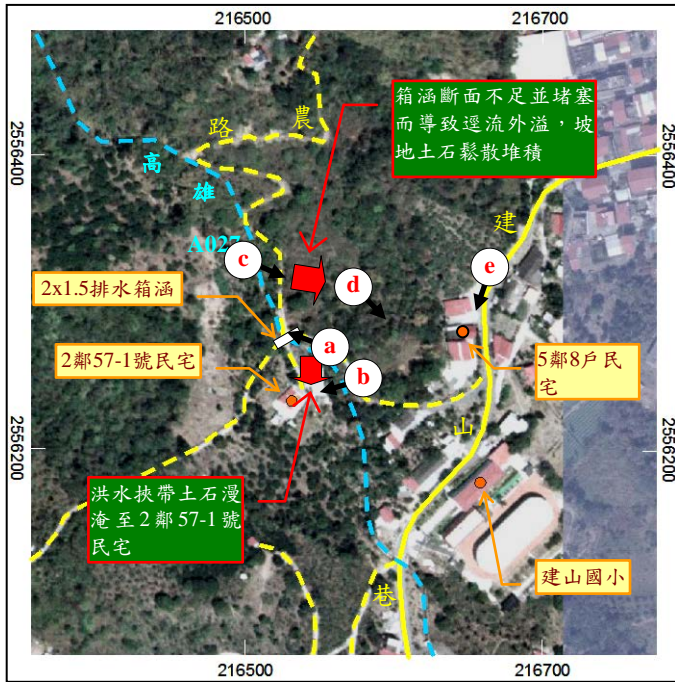 216500
216700
箱涵斷面不足並堵塞
而導致逕流外溢，坡
地土石鬆散堆積
農
路
2556400
2556400
高
雄
A027
建
c
d
e
2x1.5排水箱涵
a
2鄰57-1號民宅
b
5鄰8戶民
宅
山
2556200
2556200
洪水挾帶土石漫
淹至2鄰57-1號
民宅
建山國小
巷
216500
216700